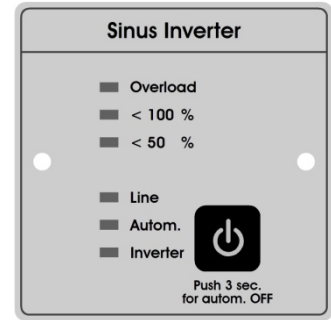 Sinus Inverter
Overload
< 100 %
< 50 %
Line
Autom.
Inverter
Push 3 sec.
for autom. OFF